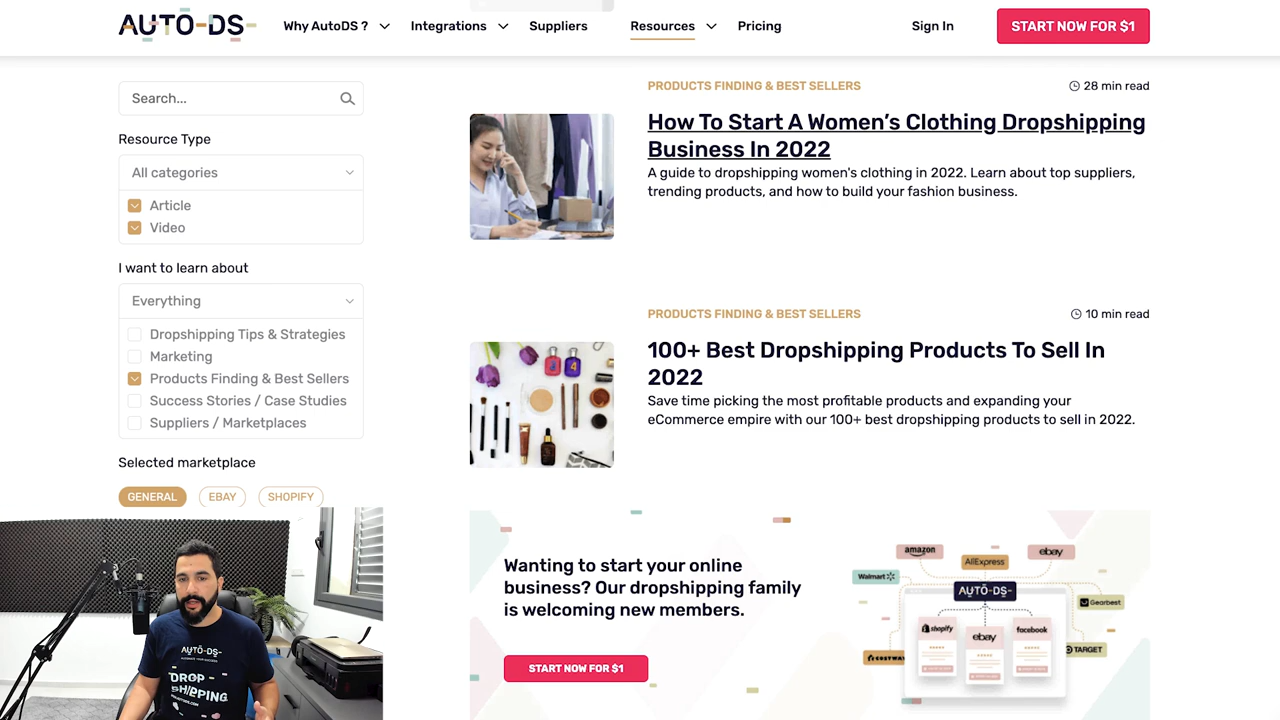 AUTO-DS-
Why AutoDS ?
Integrations
Suppliers
Resources
Pricing
Sign In
START NOW FOR $1
Search...
Resource Type
All categories
Article
Video
I want to learn about
Everything
Dropshipping Tips & Strategies
Marketing
Products Finding & Best Sellers
Success Stories / Case Studies
Suppliers / Marketplaces
Selected marketplace
GENERAL
EBAY
SHOPIFY
PRODUCTS FINDING & BEST SELLERS
28 min read
How To Start A Women’s Clothing Dropshipping
Business In 2022
A guide to dropshipping women's clothing in 2022. Learn about top suppliers,
trending products, and how to build your fashion business.
PRODUCTS FINDING & BEST SELLERS
10 min read
100+ Best Dropshipping Products To Sell In
2022
Save time picking the most profitable products and expanding your
eCommerce empire with our 100+ best dropshipping products to sell in 2022.
Wanting to start your online
business? Our dropshipping family
is welcoming new members.
START NOW FOR $1
amazon
AliExpress
ebay
Walmart
AUTO-DS-
Gearbest
shopify
ebay
facebook
TARGET
AUTO-DS-
DROP
SHIPPING